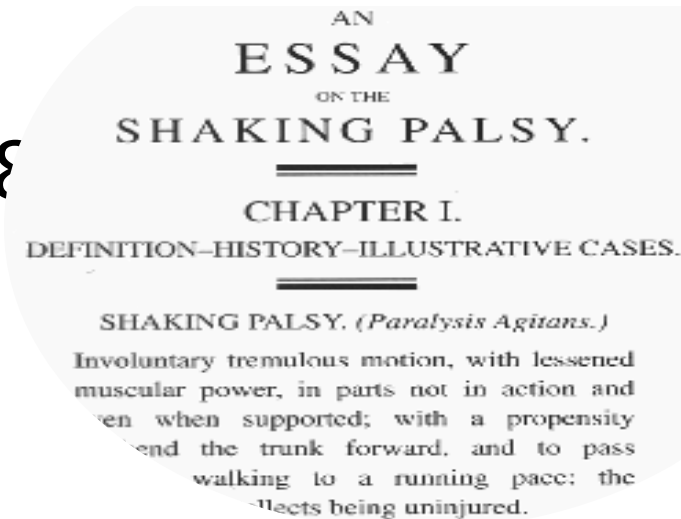 AN
ESSAY
ON THE
SHAKING PALSY.
CHAPTER I.
DEFINITION–HISTORY–ILLUSTRATIVE CASES.
SHAKING PALSY. (Paralysis Agitans.)
Involuntary tremulous motion, with lessened
muscular power, in parts not in action and
when supported; with a propensity
the trunk forward. and to pass
walking to a running pace: the
being uninjured.